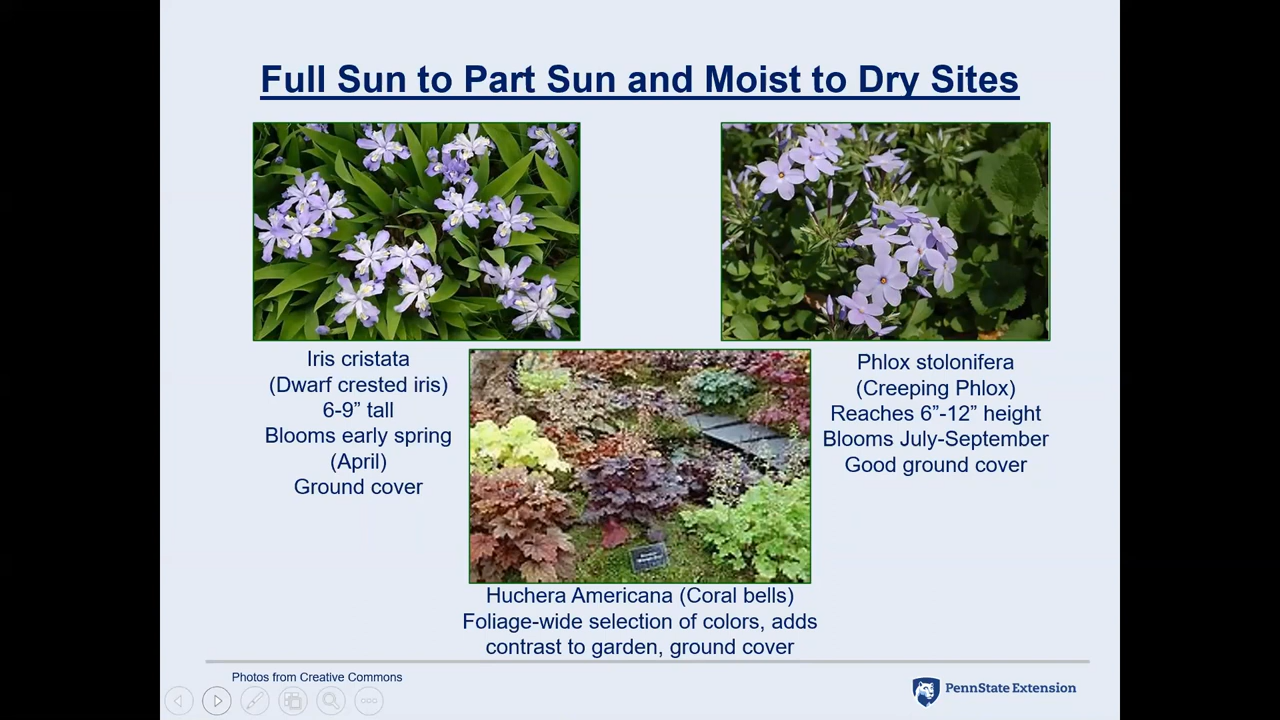 Full Sun to Part Sun and Moist to Dry Sites
Iris cristata
(Dwarf crested iris)
6-9” tall
Blooms early spring
(April)
Ground cover
Phlox stolonifera
(Creeping Phlox)
Reaches 6”-12” height
Blooms July-September
Good ground cover
Huchera Americana (Coral bells)
Foliage-wide selection of colors, adds
contrast to garden, ground cover
Photos from Creative Commons
PennState Extension